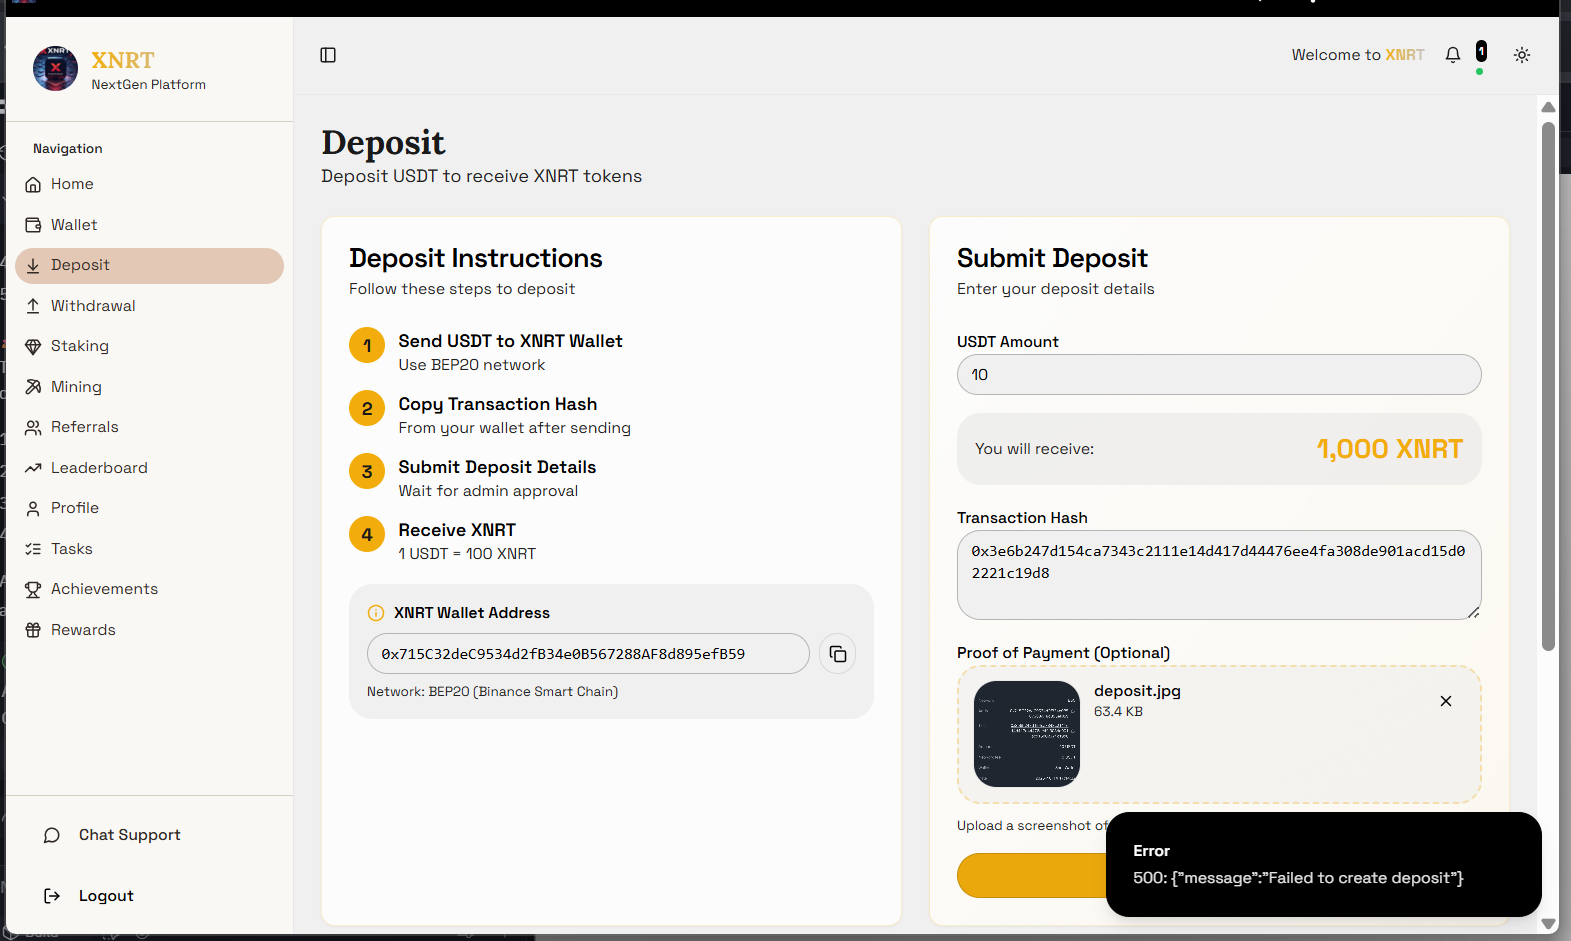 XNRT
NextGen Platform
Navigation
Home
Wallet
Deposit
Withdrawal
Staking
Mining
Referrals
Leaderboard
Profile
Tasks
Achievements
Rewards
Chat Support
Logout
Welcome to XNRT
1
Deposit
Deposit USDT to receive XNRT tokens
Deposit Instructions
Follow these steps to deposit
1
Send USDT to XNRT Wallet
Use BEP20 network
2
Copy Transaction Hash
From your wallet after sending
3
Submit Deposit Details
Wait for admin approval
4
Receive XNRT
1 USDT = 100 XNRT
XNRT Wallet Address
0x715C32deC9534d2fB34e0B567288AF8d895efB59
Network: BEP20 (Binance Smart Chain)
Submit Deposit
Enter your deposit details
USDT Amount
10
You will receive: 1,000 XNRT
Transaction Hash
0x3e6b247d154ca7343c2111e14d417d44476ee4fa308de901acd15d0
2221c19d8
Proof of Payment (Optional)
deposit.jpg
63.4 KB
Upload a screenshot of
Error
500: {"message":"Failed to create deposit"}